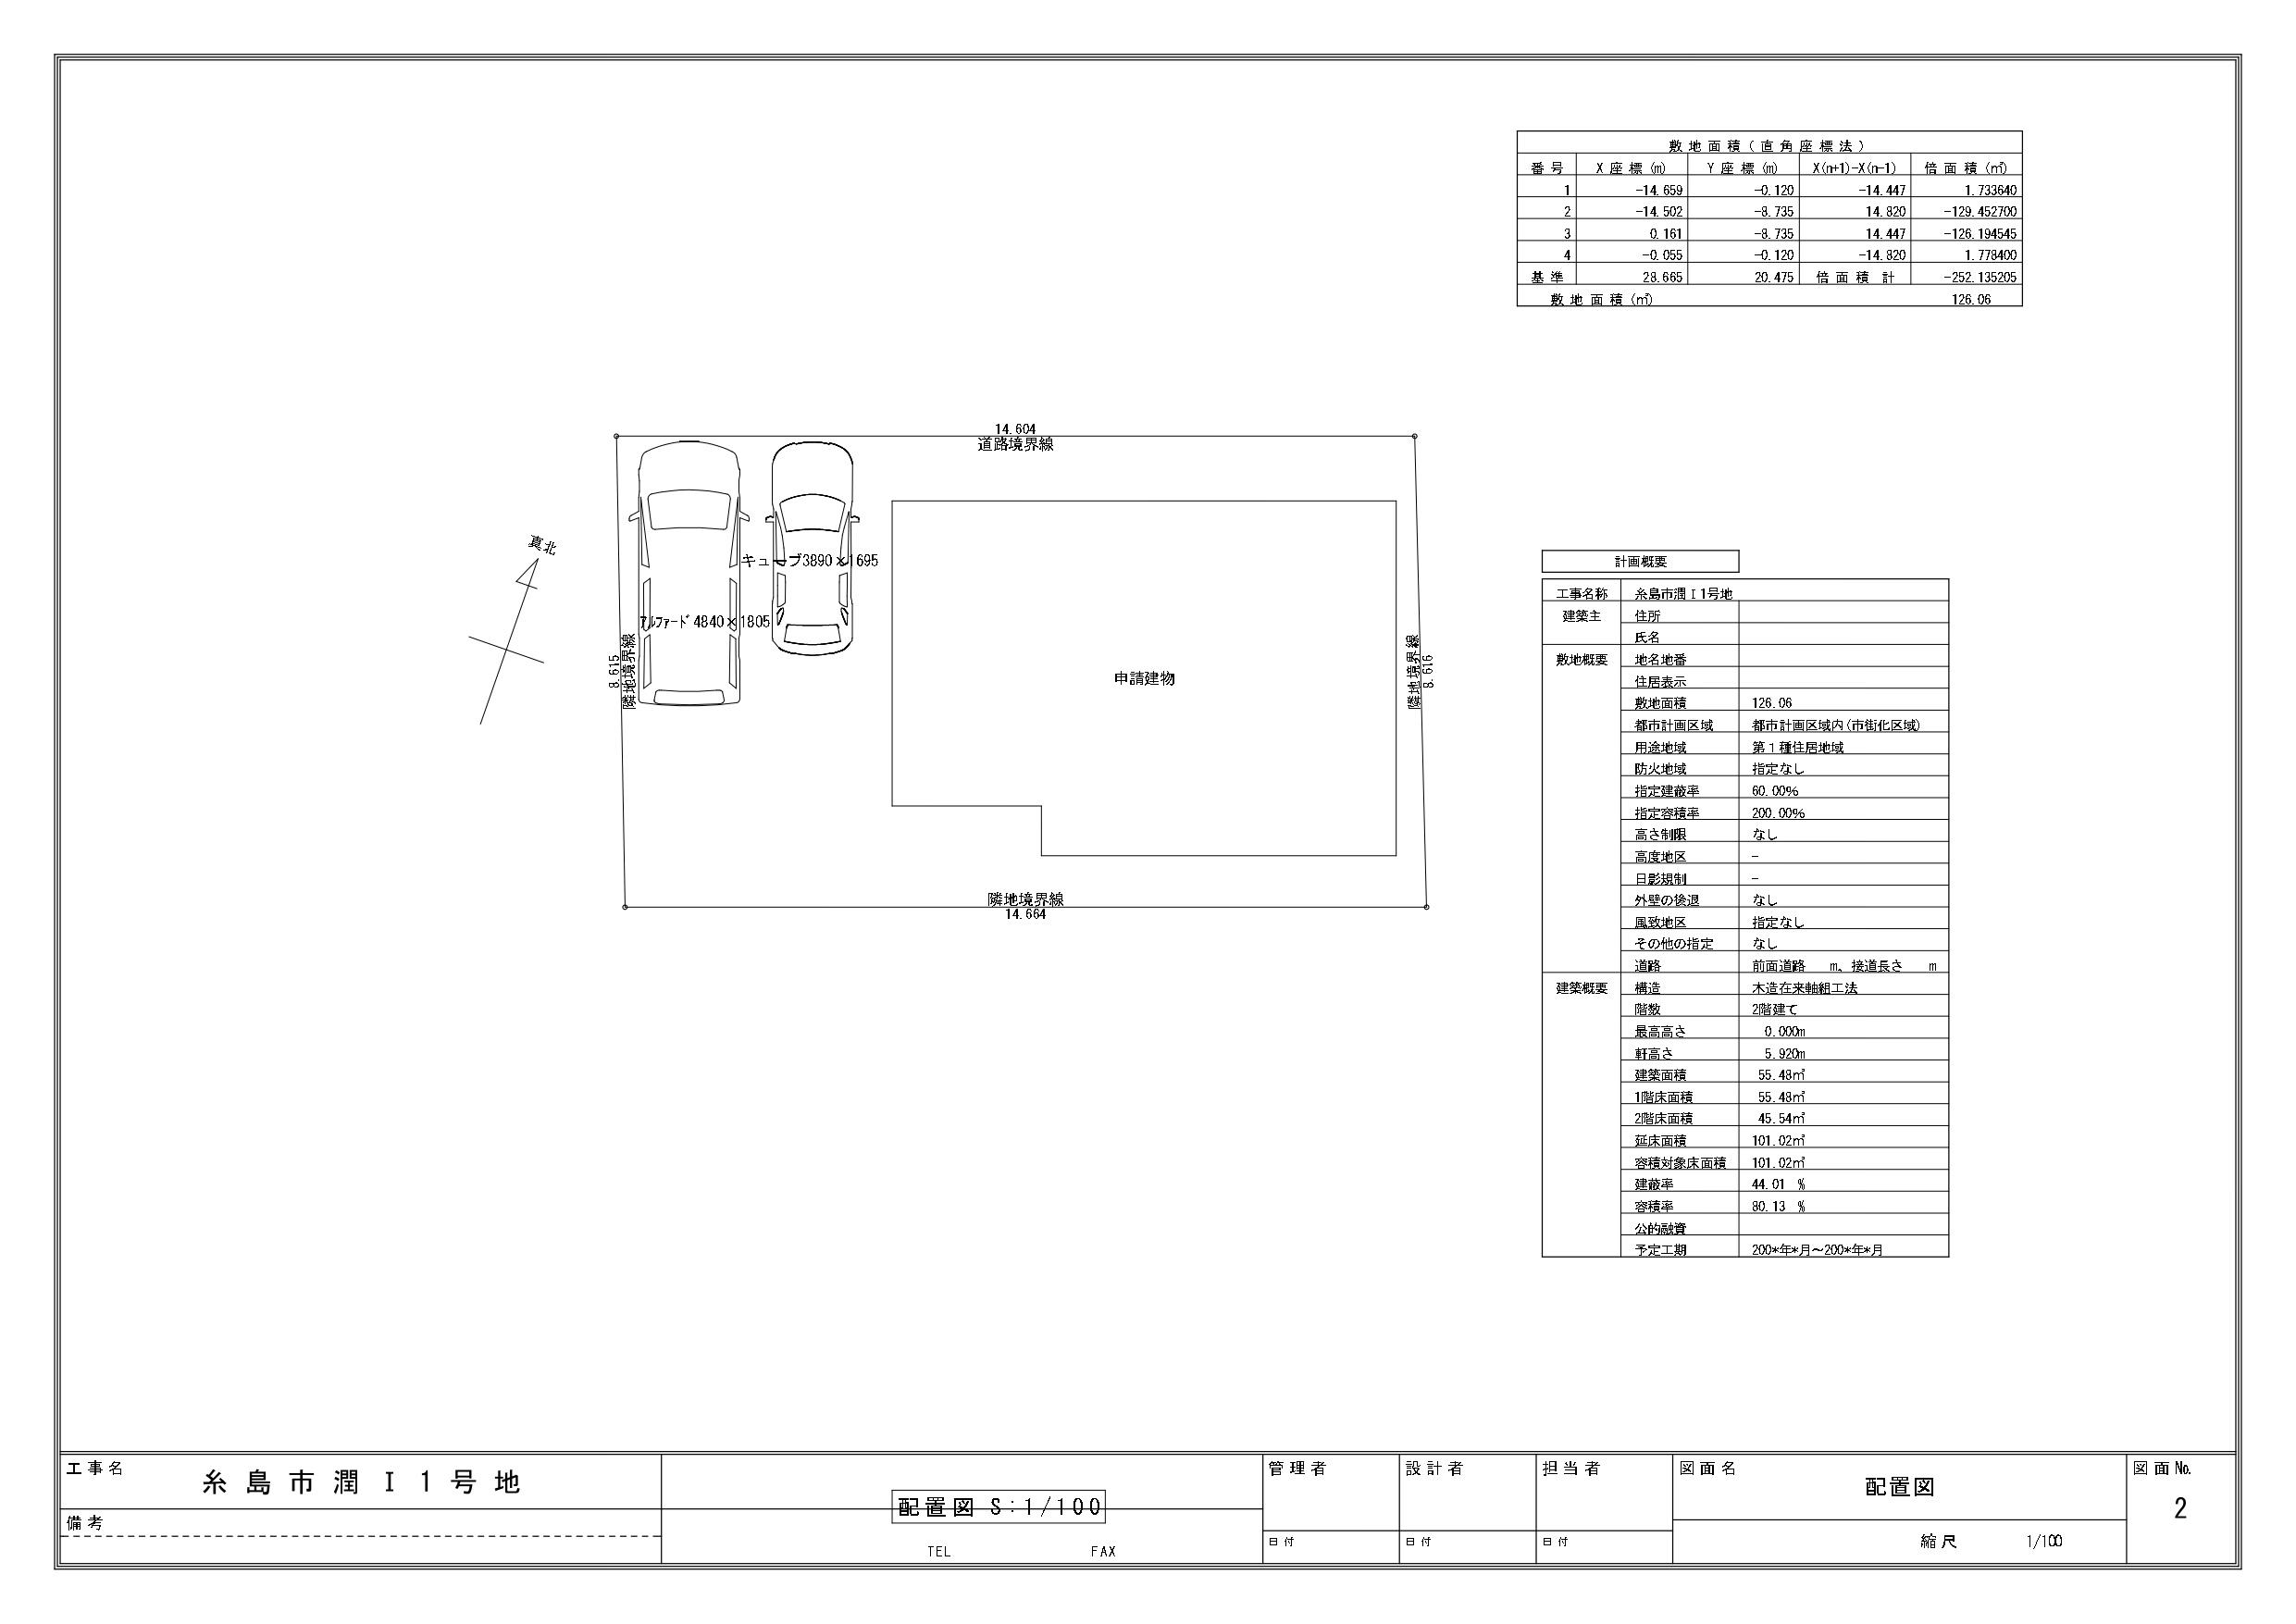 敷地面積(直角座標法)
番号 X座標(m) Y座標(m) X(n+1)-X(n-1) 倍面積(㎡)
1 -14.659 -0.120 -14.447 1.733640
2 -14.502 -8.735 14.820 -129.452700
3 0.161 -8.735 14.447 -126.194545
4 -0.055 -0.120 -14.820 1.778400
基準 28.665 20.475 倍面積計 -252.135205
敷地面積(㎡) 126.06
14.604
道路境界線
真北
キューブ3890×1695
ｱﾙﾌｧｰﾄﾞ4840×1805
8.615
隣地境界線
申請建物
隣地境界線
8.616
隣地境界線
14.664
計画概要
工事名称 糸島市潤Ⅰ1号地
建築主 住所
氏名
敷地概要 地名地番
住居表示
敷地面積 126.06
都市計画区域 都市計画区域内(市街化区域)
用途地域 第1種住居地域
防火地域 指定なし
指定建蔽率 60.00%
指定容積率 200.00%
高さ制限 なし
高度地区 -
日影規制 -
外壁の後退 なし
風致地区 指定なし
その他の指定 なし
道路 前面道路 m、接道長さ m
建築概要 構造 木造在来軸組工法
階数 2階建て
最高高さ 0.000m
軒高さ 5.920m
建築面積 55.48㎡
1階床面積 55.48㎡
2階床面積 45.54㎡
延床面積 101.02㎡
容積対象床面積 101.02㎡
建蔽率 44.01 %
容積率 80.13 %
公的融資
予定工期 200*年*月～200*年*月
工事名 糸島市潤Ⅰ1号地
備考
配置図 S:1/100
TEL FAX
管理者
日付
設計者
日付
担当者
日付
図面名
配置図
縮尺 1/100
図面№
2